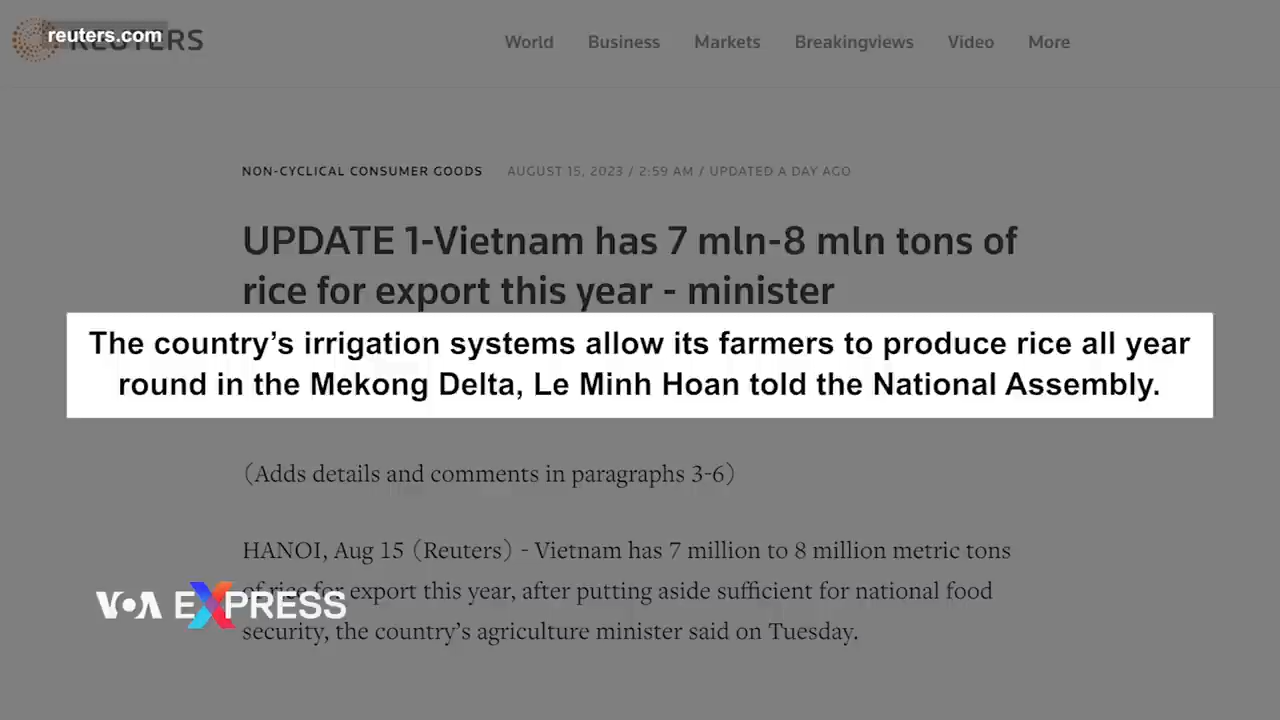 reuters.com
REUTERS
World Business Markets Breakingviews Video More
NON-CYCLICAL CONSUMER GOODS AUGUST 15, 2023 / 2:59 AM / UPDATED A DAY AGO
UPDATE 1-Vietnam has 7 mln-8 mln tons of
rice for export this year - minister
The country’s irrigation systems allow its farmers to produce rice all year
round in the Mekong Delta, Le Minh Hoan told the National Assembly.
(Adds details and comments in paragraphs 3-6)
HANOI, Aug 15 (Reuters) - Vietnam has 7 million to 8 million metric tons
of rice for export this year, after putting aside sufficient for national food
VOA EXPRESS
security, the country’s agriculture minister said on Tuesday.